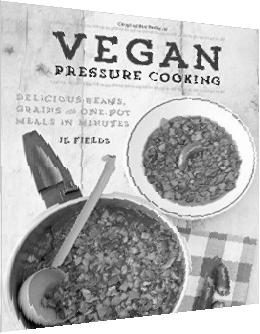 VEGAN
PRESSURE COOKING
DELICIOUS BEANS,
GRAINS AND ONE-POT
MEALS IN MINUTES
JL FIELDS